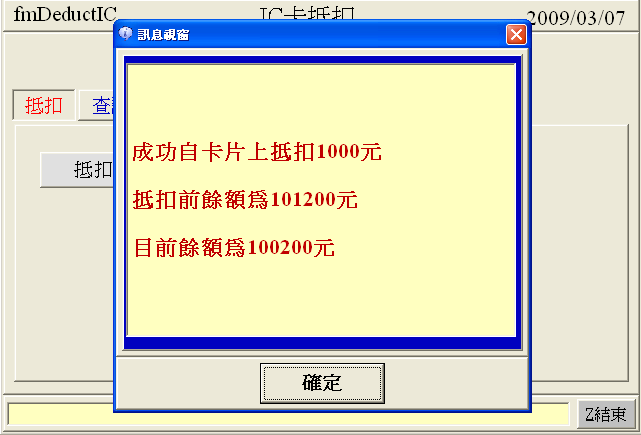 fmDeductIC
IC卡抵扣
2009/03/07
訊息視窗
抵扣
查
抵扣
成功自卡片上抵扣1000元
抵扣前餘額為101200元
目前餘額為100200元
確定
Z結束